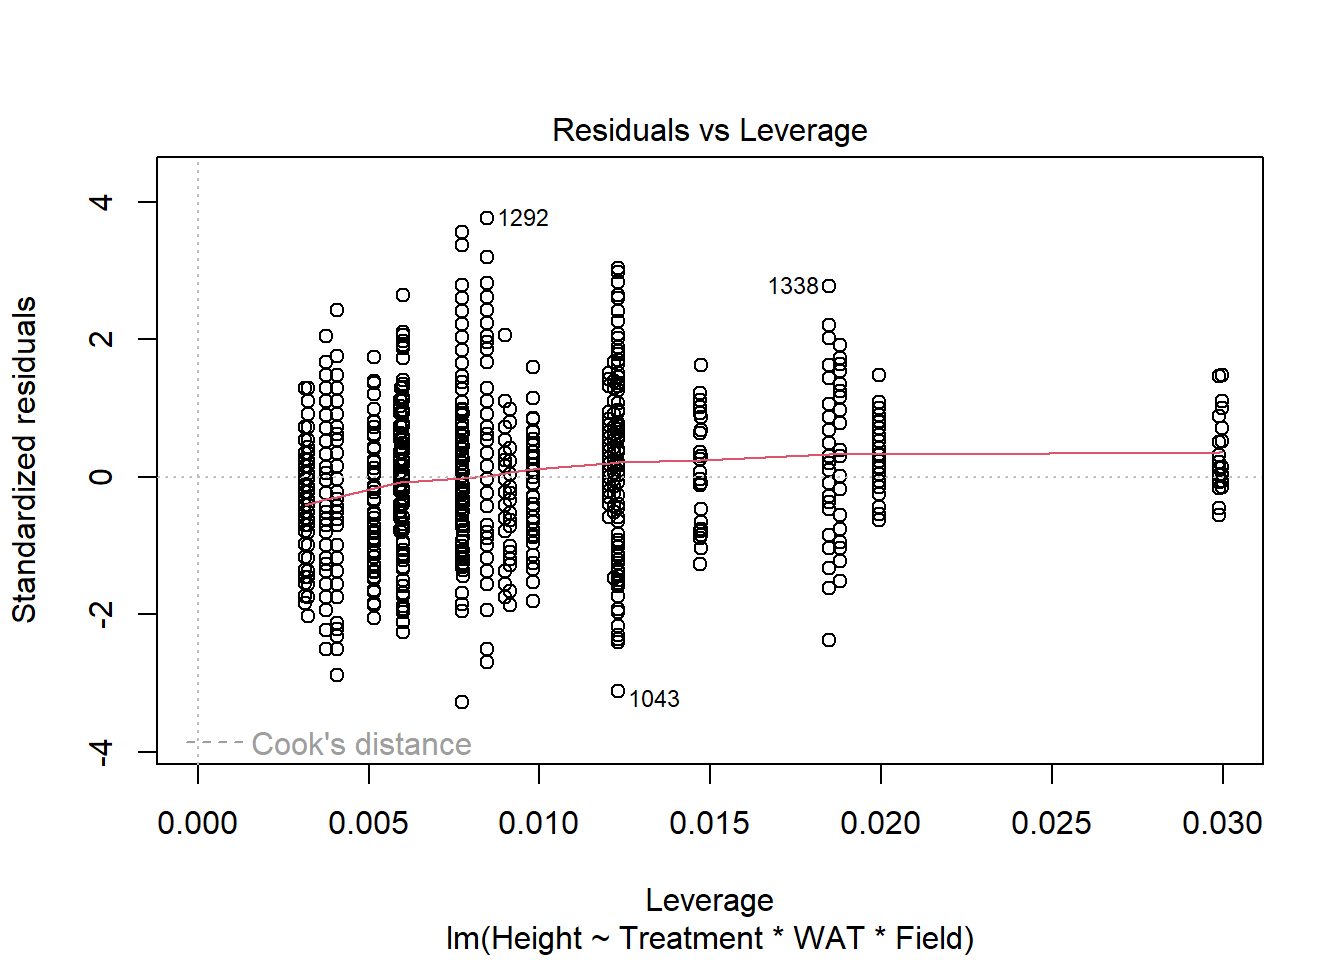 Residuals vs Leverage
Standardized residuals
4
2
0
-2
-4
1292
1338
1043
Cook's distance
0.000 0.005 0.010 0.015 0.020 0.025 0.030
Leverage
lm(Height ~ Treatment * WAT * Field)